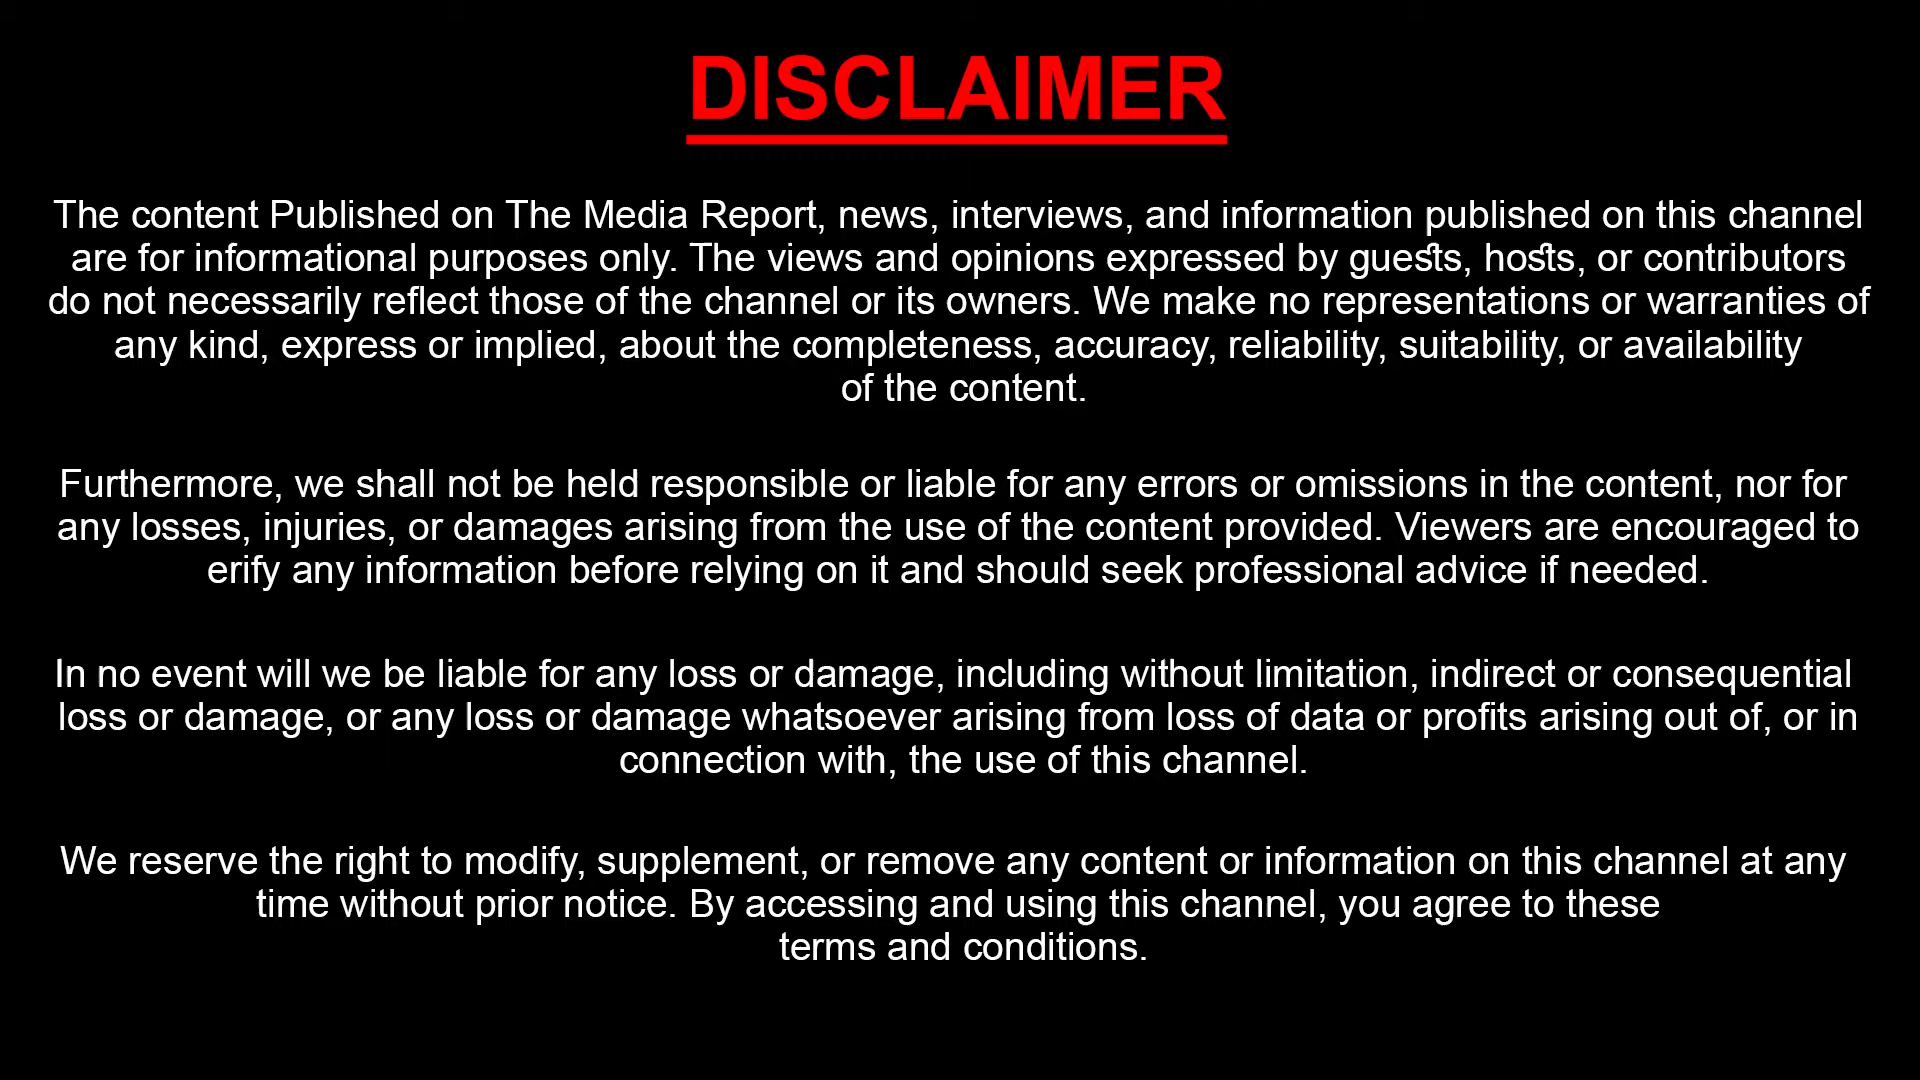 DISCLAIMER
The content Published on The Media Report, news, interviews, and information published on this channel
are for informational purposes only. The views and opinions expressed by guests, hosts, or contributors
do not necessarily reflect those of the channel or its owners. We make no representations or warranties of
any kind, express or implied, about the completeness, accuracy, reliability, suitability, or availability
of the content.
Furthermore, we shall not be held responsible or liable for any errors or omissions in the content, nor for
any losses, injuries, or damages arising from the use of the content provided. Viewers are encouraged to
erify any information before relying on it and should seek professional advice if needed.
In no event will we be liable for any loss or damage, including without limitation, indirect or consequential
loss or damage, or any loss or damage whatsoever arising from loss of data or profits arising out of, or in
connection with, the use of this channel.
We reserve the right to modify, supplement, or remove any content or information on this channel at any
time without prior notice. By accessing and using this channel, you agree to these
terms and conditions.